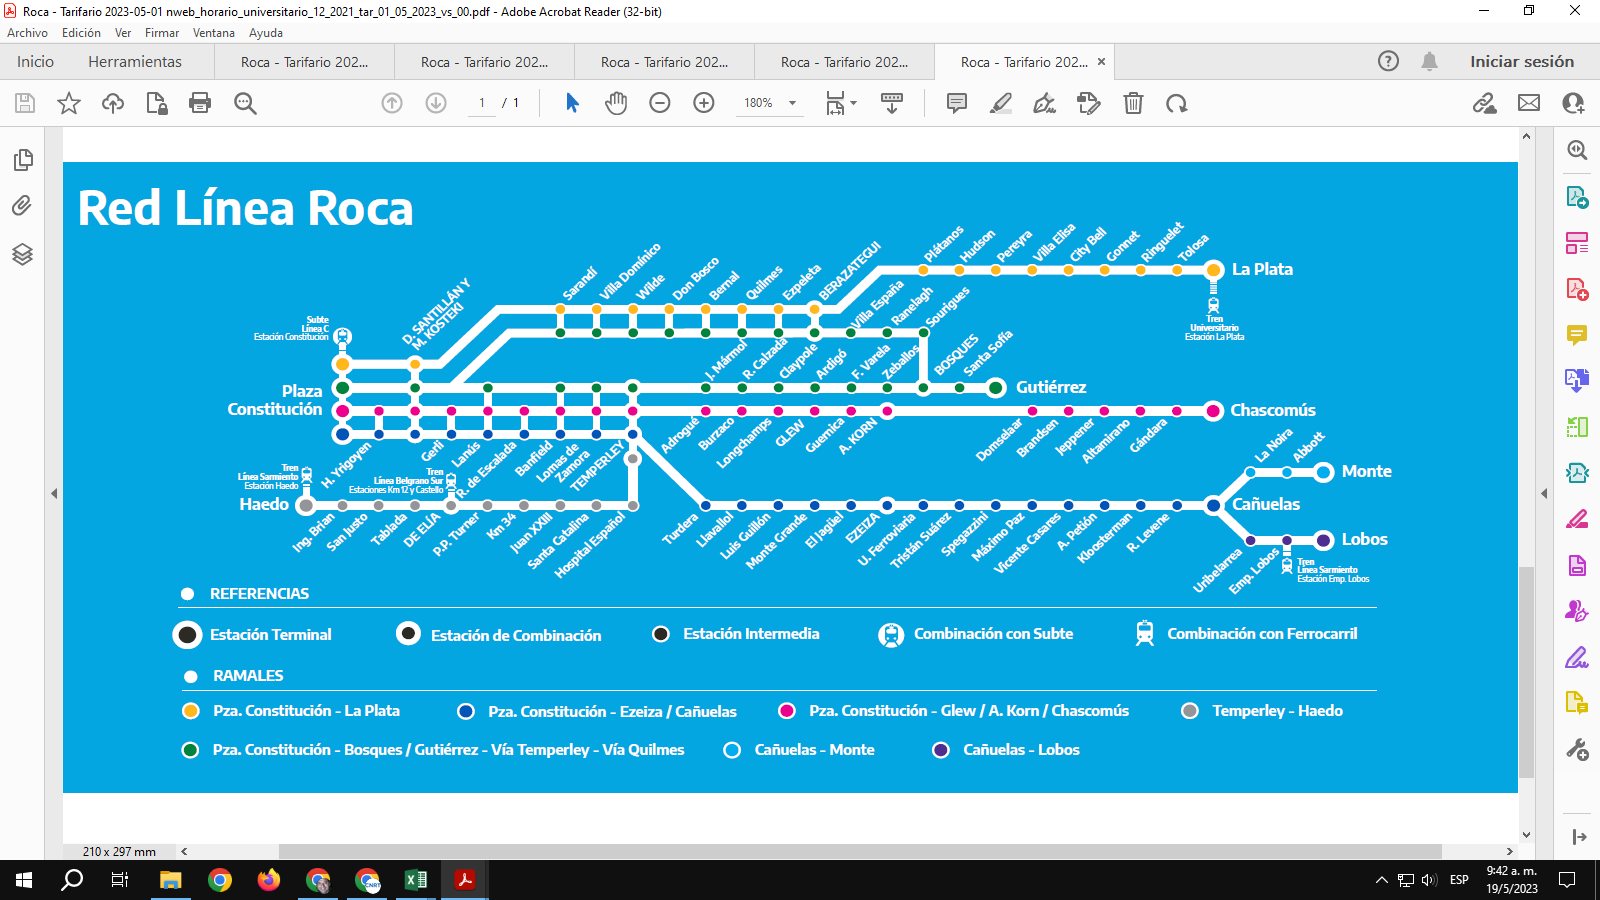 Roca - Tarifario 2023-05-01 nweb_horario_universitario_12_2021_tar_01_05_2023_vs_00.pdf - Adobe Acrobat Reader (32-bit)
Archivo Edición Ver Firmar Ventana Ayuda
Inicio Herramientas Roca - Tarifario 202... Roca - Tarifario 202... Roca - Tarifario 202... Roca - Tarifario 202... Roca - Tarifario 202... × Iniciar sesión
1 / 1 180%
Red Línea Roca
Plátanos
Hudson
Pereyra
Villa Elisa
City Bell
Gonnet
Ringuelet
Tolosa
La Plata
Tren
Universitario
Estación La Plata
Sarandí
Villa Domínico
Wilde
Don Bosco
Bernal
Quilmes
Ezpeleta
BERAZATEGUI
Villa España
Ranelagh
Sourigues
D. SANTILLÁN Y
M. KOSTEKI
Subte
Línea C
Estación Constitución
Plaza
Constitución
J. Mármol
R. Calzada
Claypole
Ardigó
F. Varela
Zeballos
BOSQUES
Santa Sofía
Gutiérrez
H. Yrigoyen
Gerli
Lanús
R. de Escalada
Banfield
Lomas de
Zamora
TEMPERLEY
Adrogué
Burzaco
Longchamps
GLEW
Guernica
A. KORN
Domselaar
Brandsen
Jeppener
Altamirano
Gándara
Chascomús
Tren
Línea Sarmiento
Estación Haedo
Tren
Línea Belgrano Sur
Estaciones Km 12 y Castello
Haedo
Ing. Brian
San Justo
Tablada
DE ELÍA
P.P. Turner
Km 34
Juan XXIII
Santa Catalina
Hospital Español
Turdera
Llavallol
Luis Guillón
Monte Grande
El Jagüel
EZEIZA
U. Ferroviaria
Tristán Suárez
Spegazzini
Máximo Paz
Vicente Casares
A. Petión
Kloosterman
R. Levene
Cañuelas
La Noira
Abbott
Monte
Uribelarrea
Emp. Lobos
Lobos
Tren
Línea Sarmiento
Estación Emp. Lobos
REFERENCIAS
Estación Terminal Estación de Combinación Estación Intermedia Combinación con Subte Combinación con Ferrocarril
RAMALES
Pza. Constitución - La Plata Pza. Constitución - Ezeiza / Cañuelas Pza. Constitución - Glew / A. Korn / Chascomús Temperley - Haedo
Pza. Constitución - Bosques / Gutiérrez - Vía Temperley - Vía Quilmes Cañuelas - Monte Cañuelas - Lobos
210 x 297 mm
CNRT
ESP
9:42 a. m.
19/5/2023